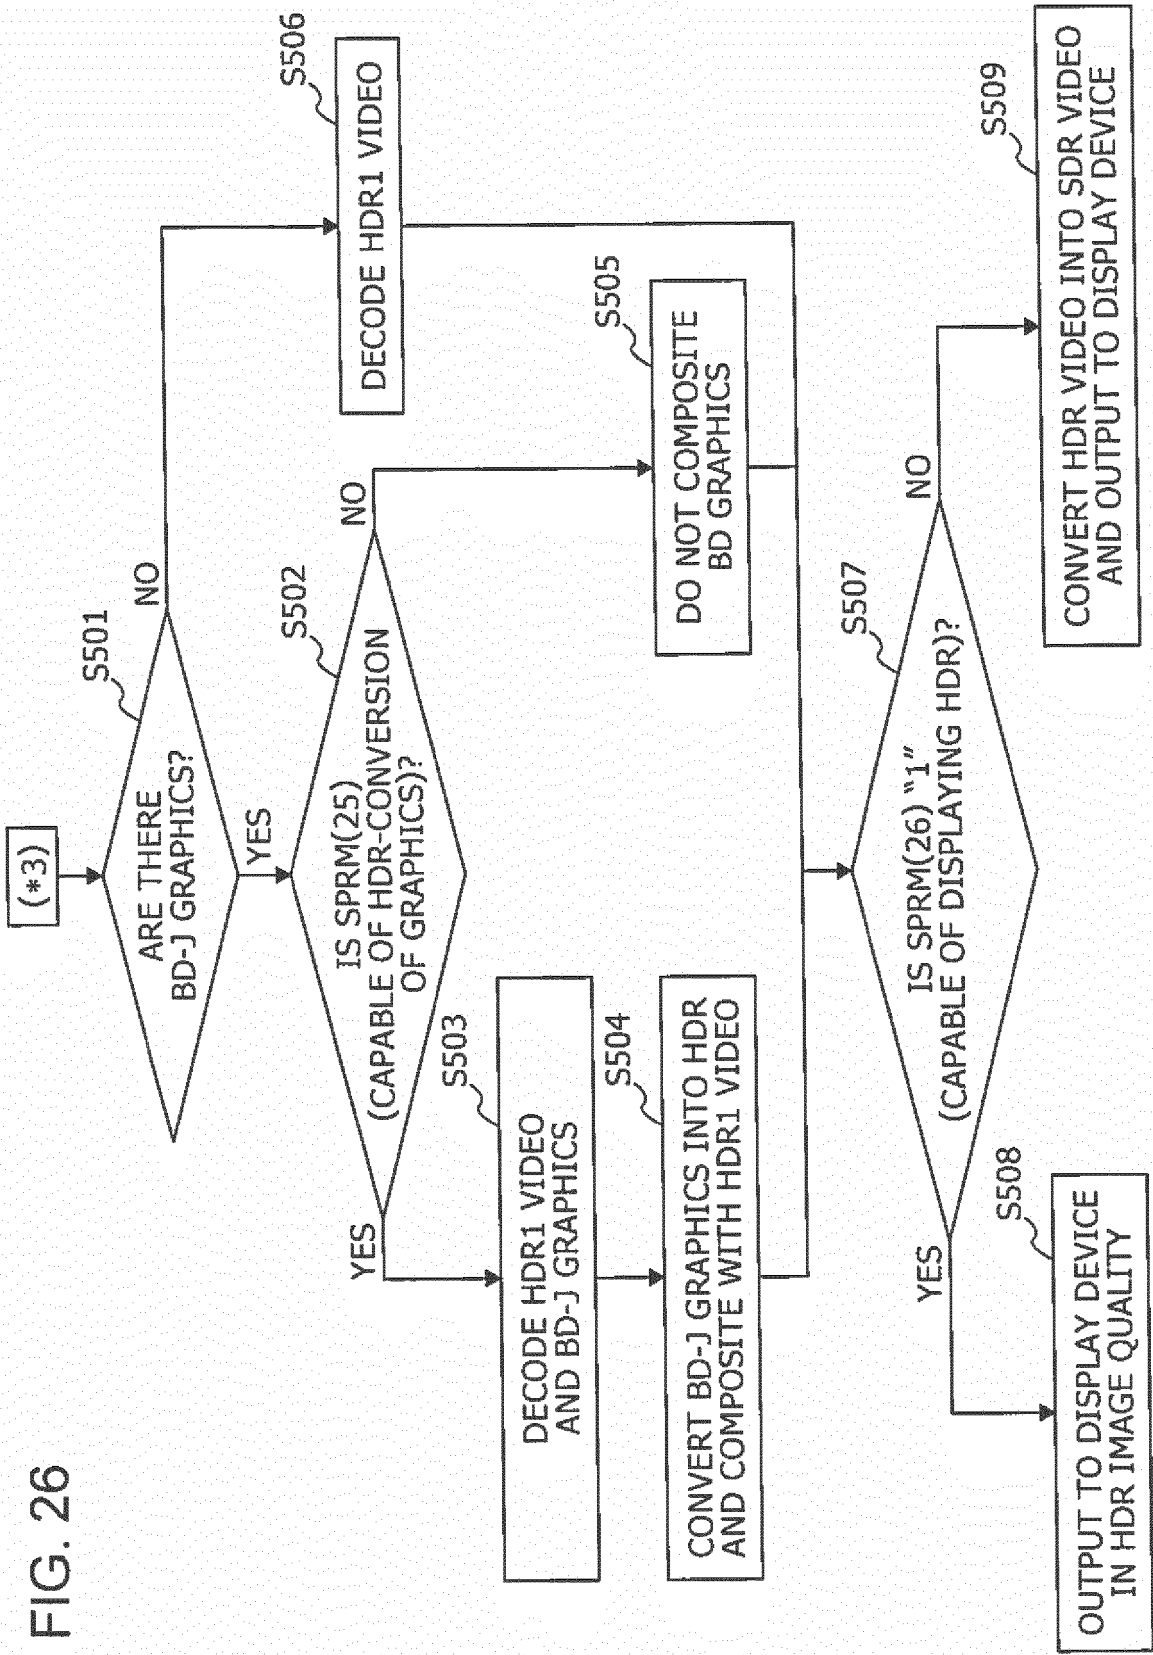 FIG. 26
(*3)
S501
ARE THERE
BD-J GRAPHICS?
NO
YES
S502
IS SPRM(25)
(CAPABLE OF HDR-CONVERSION
OF GRAPHICS)?
YES
NO
S503
DECODE HDR1 VIDEO
AND BD-J GRAPHICS
S504
CONVERT BD-J GRAPHICS INTO HDR
AND COMPOSITE WITH HDR1 VIDEO
S505
DO NOT COMPOSITE
BD GRAPHICS
S506
DECODE HDR1 VIDEO
S507
IS SPRM(26) “1”
(CAPABLE OF DISPLAYING HDR)?
YES
NO
S508
OUTPUT TO DISPLAY DEVICE
IN HDR IMAGE QUALITY
S509
CONVERT HDR VIDEO INTO SDR VIDEO
AND OUTPUT TO DISPLAY DEVICE